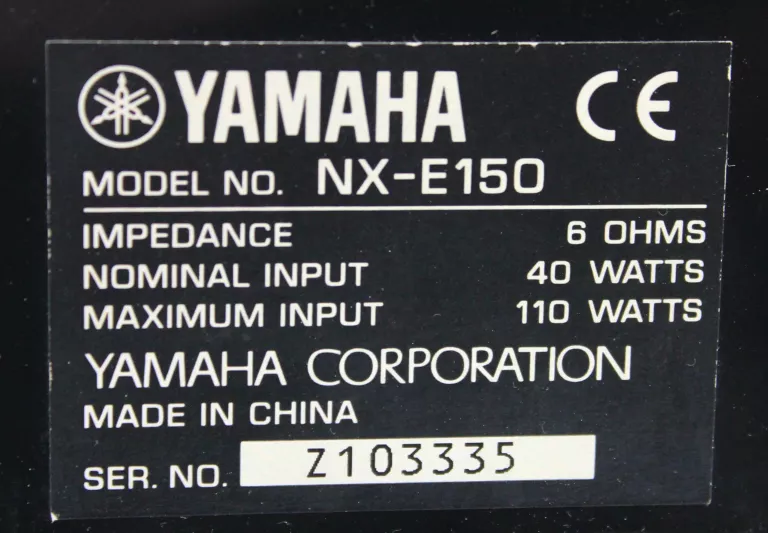 YAMAHA CE
MODEL NO. NX-E150
IMPEDANCE 6 OHMS
NOMINAL INPUT 40 WATTS
MAXIMUM INPUT 110 WATTS
YAMAHA CORPORATION
MADE IN CHINA
SER. NO. Z103335